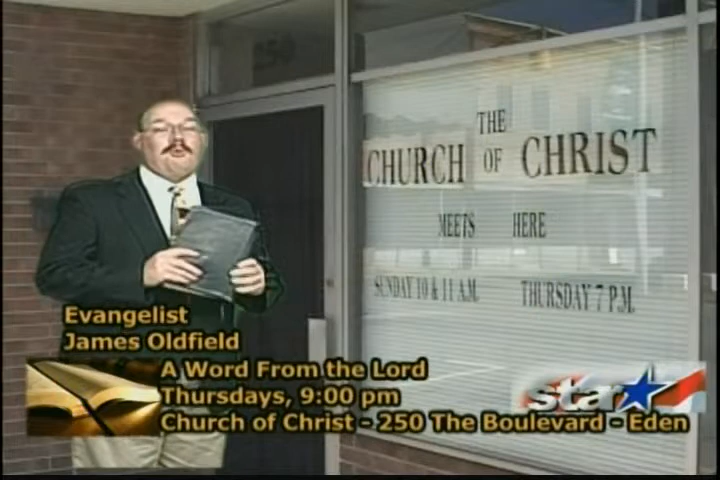 250
THE
CHURCH OF CHRIST
MEETS HERE
SUNDAY 10 & 11 A.M. THURSDAY 7 P.M.
Evangelist
James Oldfield
A Word From the Lord
Thursdays, 9:00 pm
Church of Christ - 250 The Boulevard - Eden
star